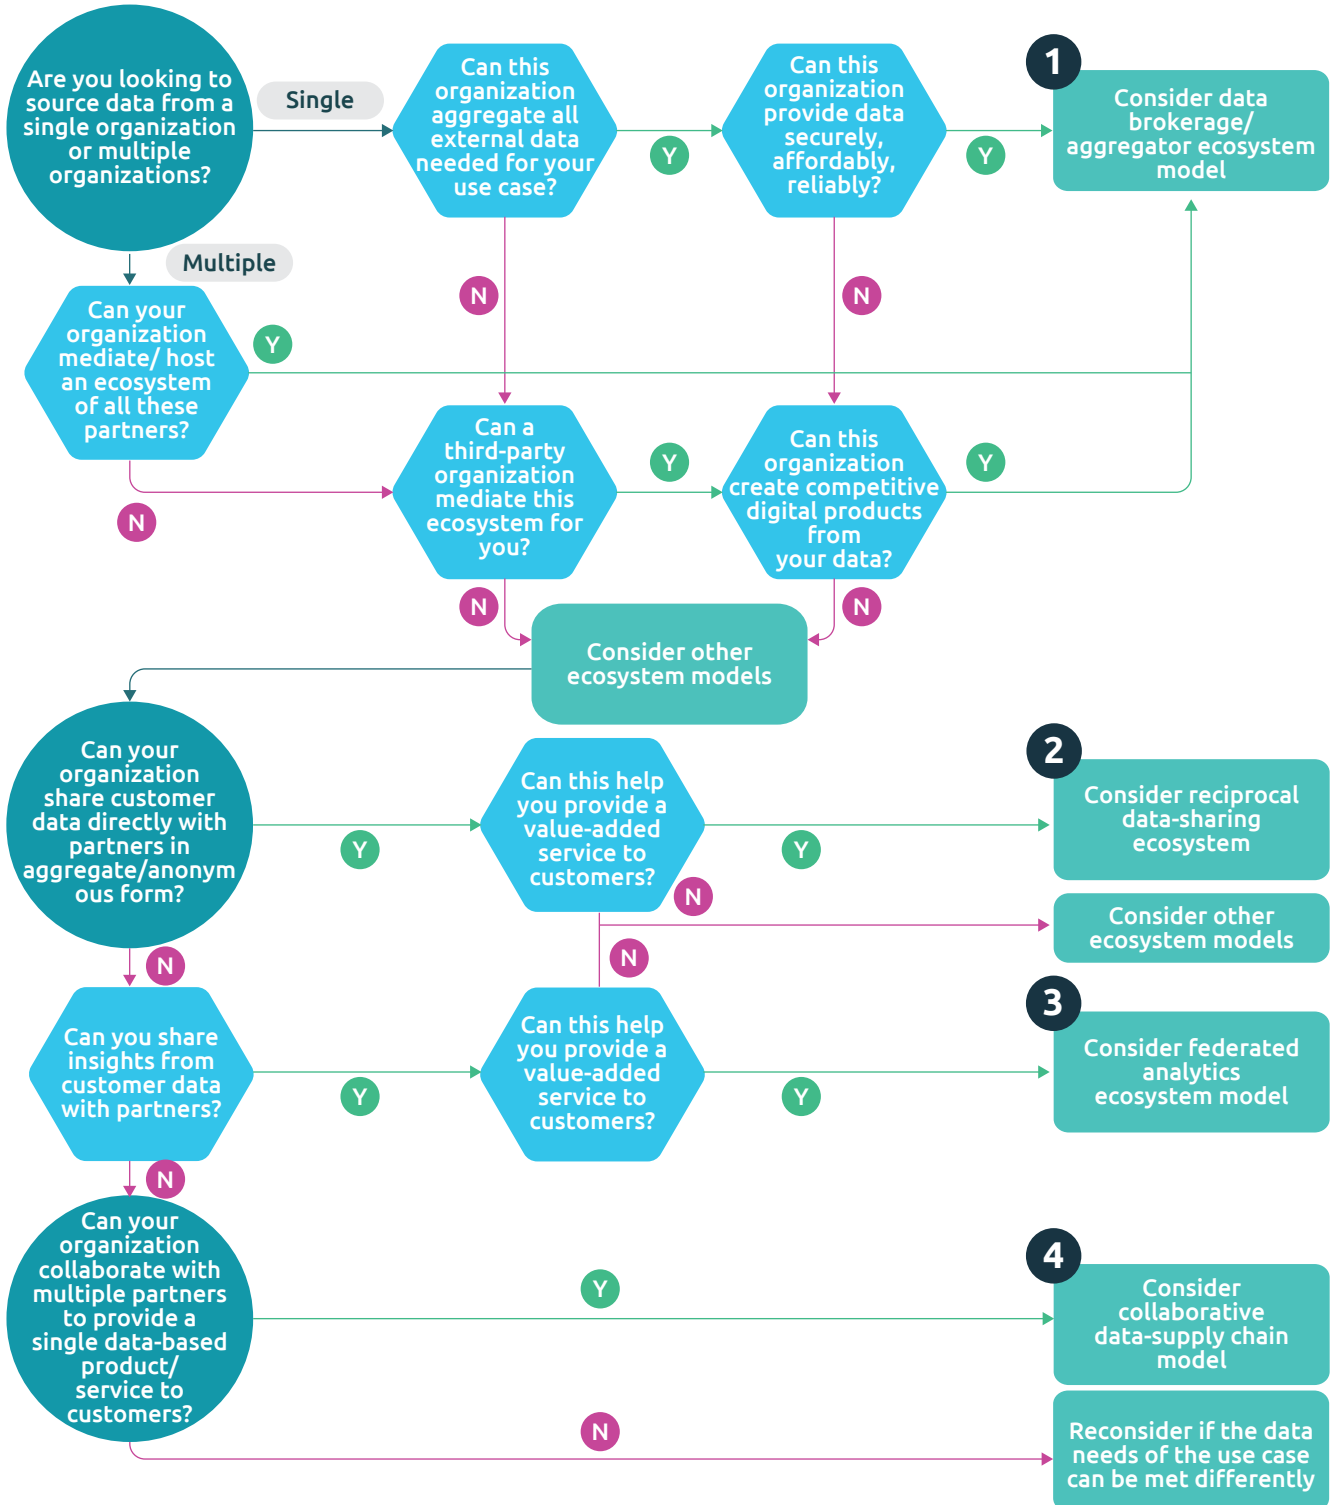 Are you looking to
source data from a
single organization
or multiple
organizations?
Single
Can this
organization
aggregate all
external data
needed for your
use case?
Y
Can this
organization
provide data
securely,
affordably,
reliably?
Y
1
Consider data
brokerage/
aggregator ecosystem
model
Multiple
N
N
Can your
organization
mediate/ host
an ecosystem
of all these
partners?
Y
N
Can a
third-party
organization
mediate this
ecosystem for
you?
Y
Can this
organization
create competitive
digital products
from
your data?
Y
N
N
Consider other
ecosystem models
Can your
organization
share customer
data directly with
partners in
aggregate/anonym
ous form?
Y
Can this help
you provide a
value-added
service to
customers?
Y
2
Consider reciprocal
data-sharing
ecosystem
N
Consider other
ecosystem models
N
N
Can you share
insights from
customer data
with partners?
Y
Can this help
you provide a
value-added
service to
customers?
Y
3
Consider federated
analytics
ecosystem model
N
Can your
organization
collaborate with
multiple partners
to provide a
single data-based
product/
service to
customers?
Y
4
Consider
collaborative
data-supply chain
model
N
Reconsider if the data
needs of the use case
can be met differently